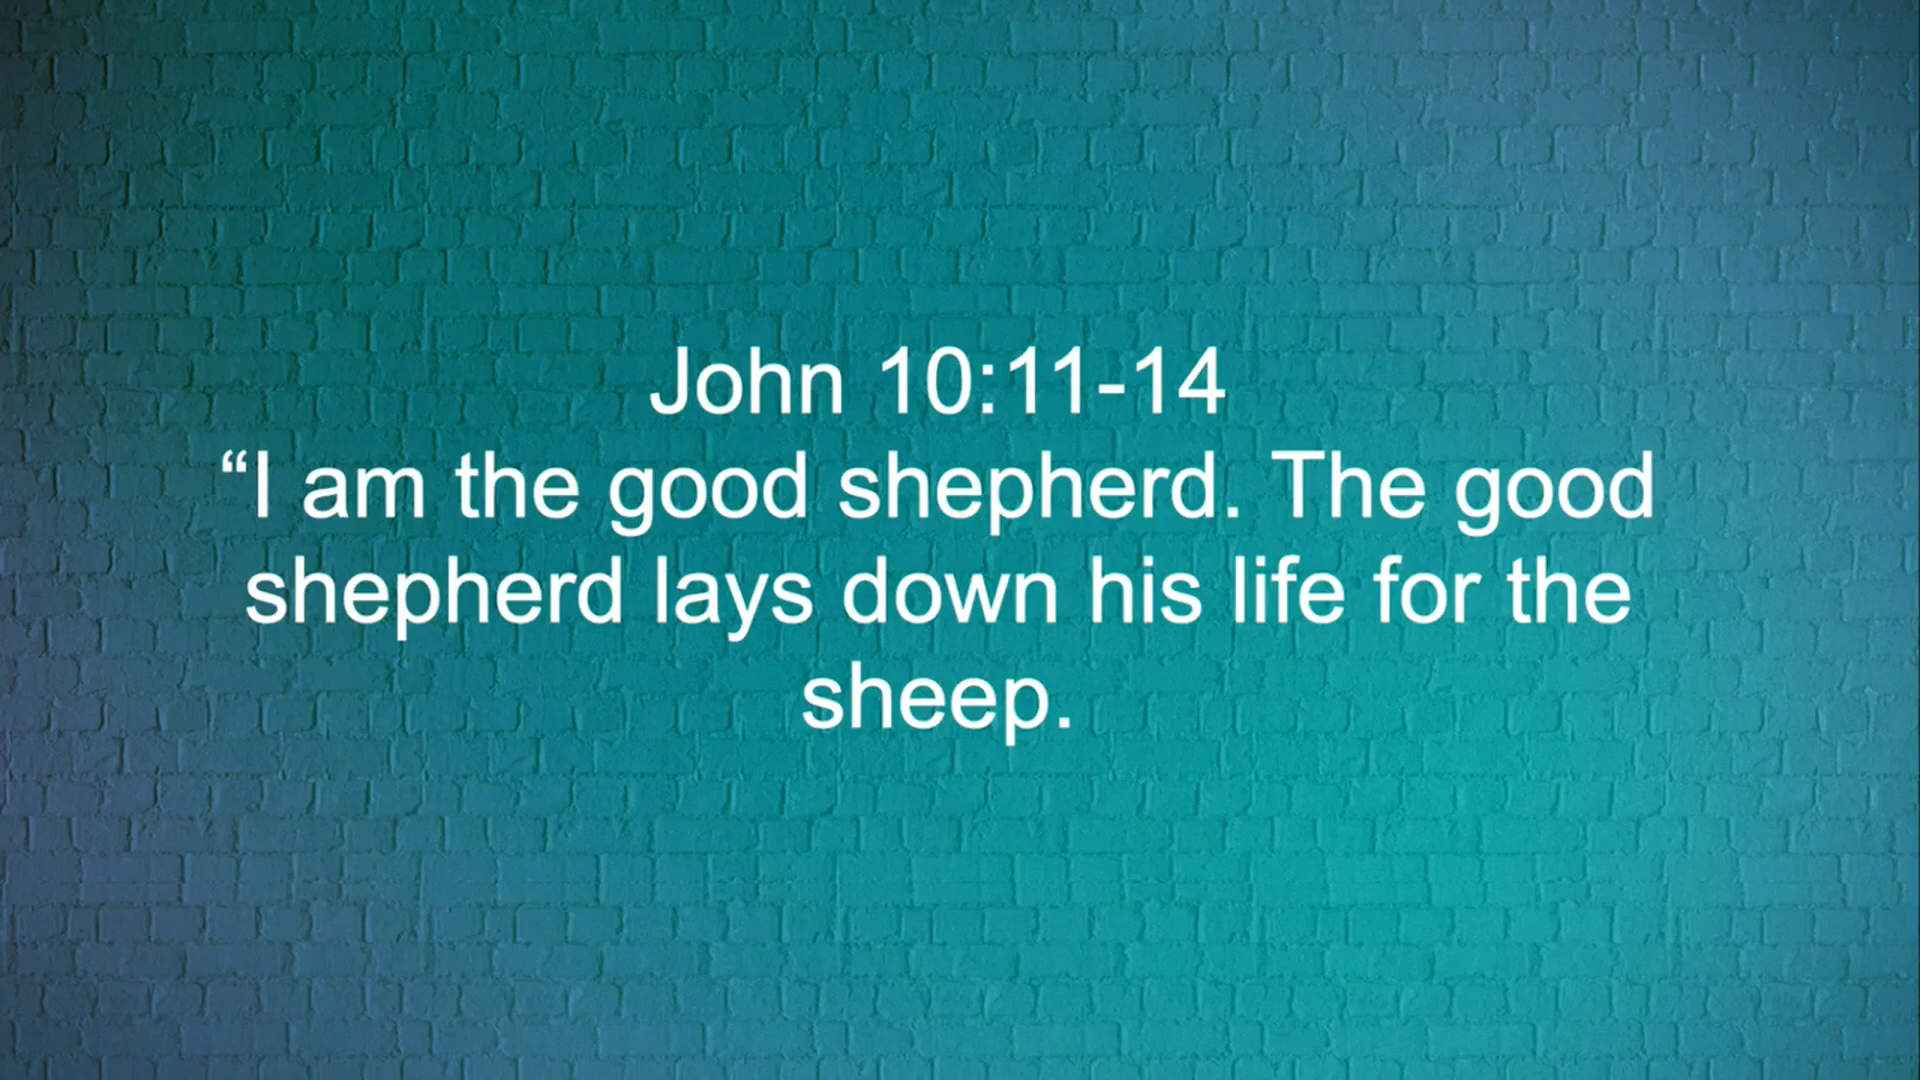 John 10:11-14
“I am the good shepherd. The good
shepherd lays down his life for the
sheep.